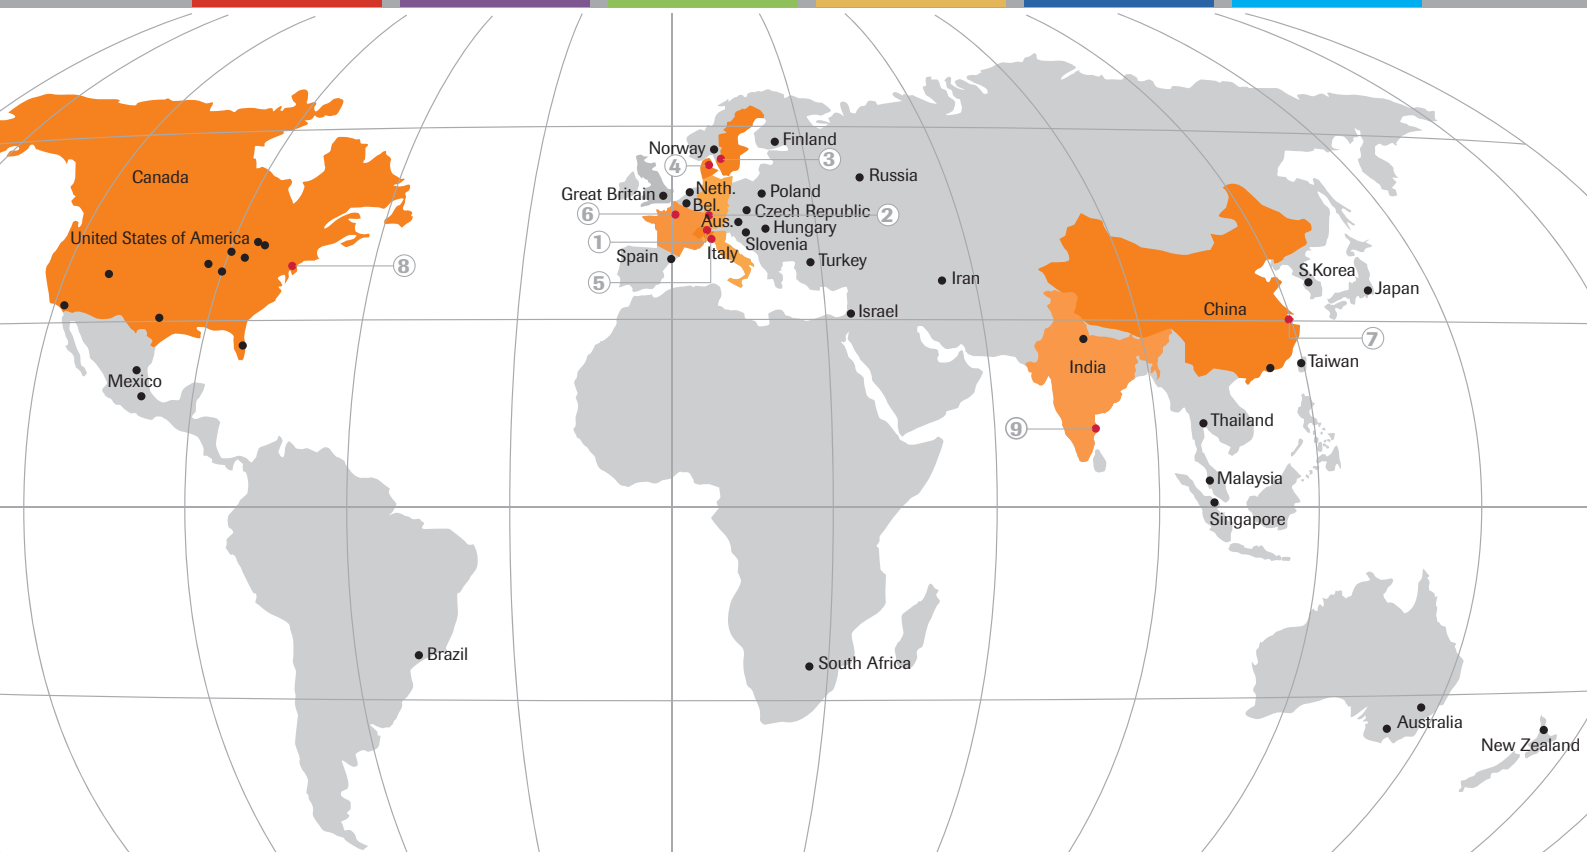 Finland
Norway
3
4
Canada
Russia
Great Britain
Neth.
Poland
Bel.
Czech Republic
6
2
Aus.
Hungary
United States of America
1
Slovenia
Spain
Italy
Turkey
8
S.Korea
5
Iran
Japan
China
Israel
7
Taiwan
India
Mexico
Thailand
9
Malaysia
Singapore
Brazil
South Africa
Australia
New Zealand